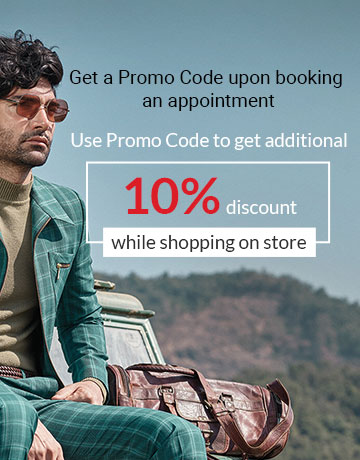 Get a Promo Code upon booking
an appointment
Use Promo Code to get additional
10% discount
while shopping on store